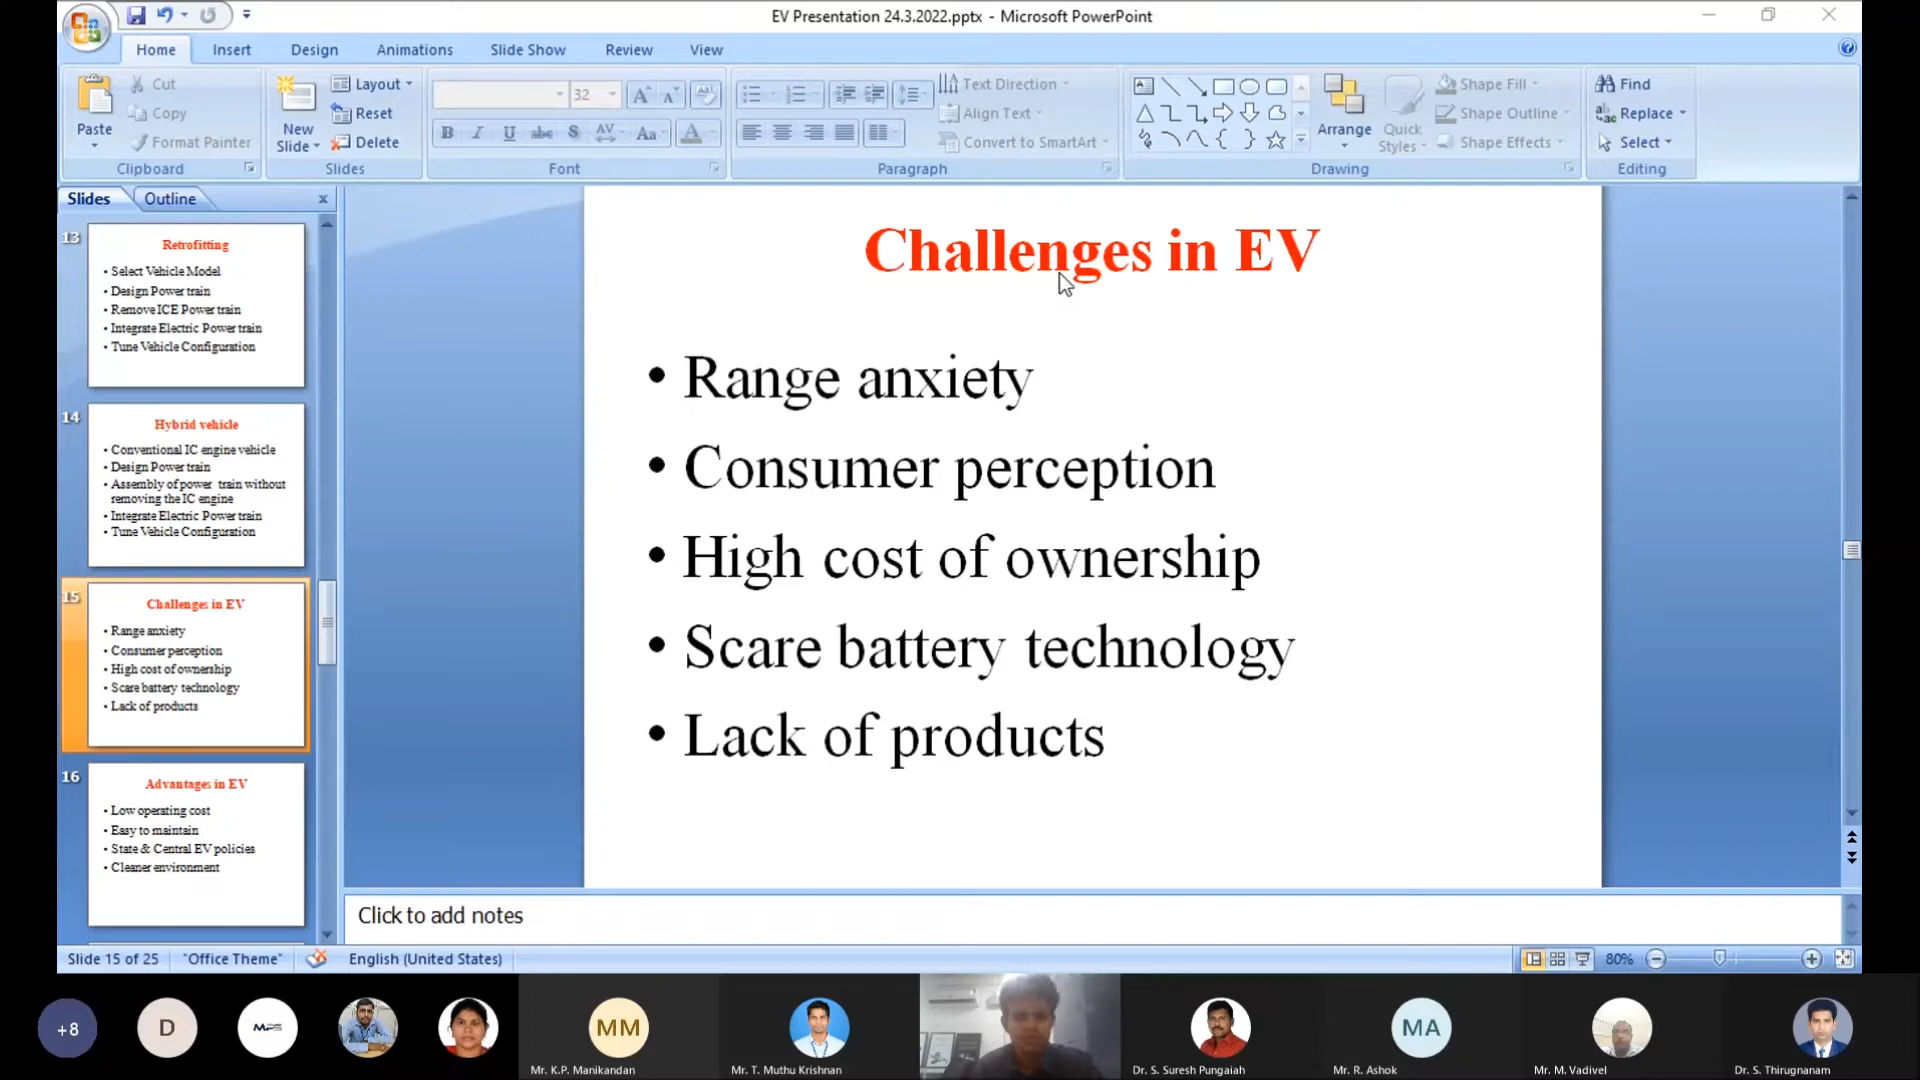 EV Presentation 24.3.2022.pptx - Microsoft PowerPoint
Home Insert Design Animations Slide Show Review View
Paste
Cut
Copy
Format Painter
Clipboard
New
Slide
Layout
Reset
Delete
Slides
32
B I U abc S AV Aa A
Font
Text Direction
Align Text
Convert to SmartArt
Paragraph
Arrange
Quick
Styles
Shape Fill
Shape Outline
Shape Effects
Drawing
Find
Replace
Select
Editing
Slides Outline
13
Retrofitting
• Select Vehicle Model
• Design Power train
• Remove ICE Power train
• Integrate Electric Power train
• Tune Vehicle Configuration
14
Hybrid vehicle
• Conventional IC engine vehicle
• Design Power train
• Assembly of power train without
removing the IC engine
• Integrate Electric Power train
• Tune Vehicle Configuration
15
Challenges in EV
• Range anxiety
• Consumer perception
• High cost of ownership
• Scare battery technology
• Lack of products
16
Advantages in EV
• Low operating cost
• Easy to maintain
• State & Central EV policies
• Cleaner environment
Challenges in EV
• Range anxiety
• Consumer perception
• High cost of ownership
• Scare battery technology
• Lack of products
Click to add notes
Slide 15 of 25 "Office Theme" English (United States) 80%
+8 D MPS MM MA
Mr. K.P. Manikandan Mr. T. Muthu Krishnan Dr. S. Suresh Pungaiah Mr. R. Ashok Mr. M. Vadivel Dr. S. Thirugnanam